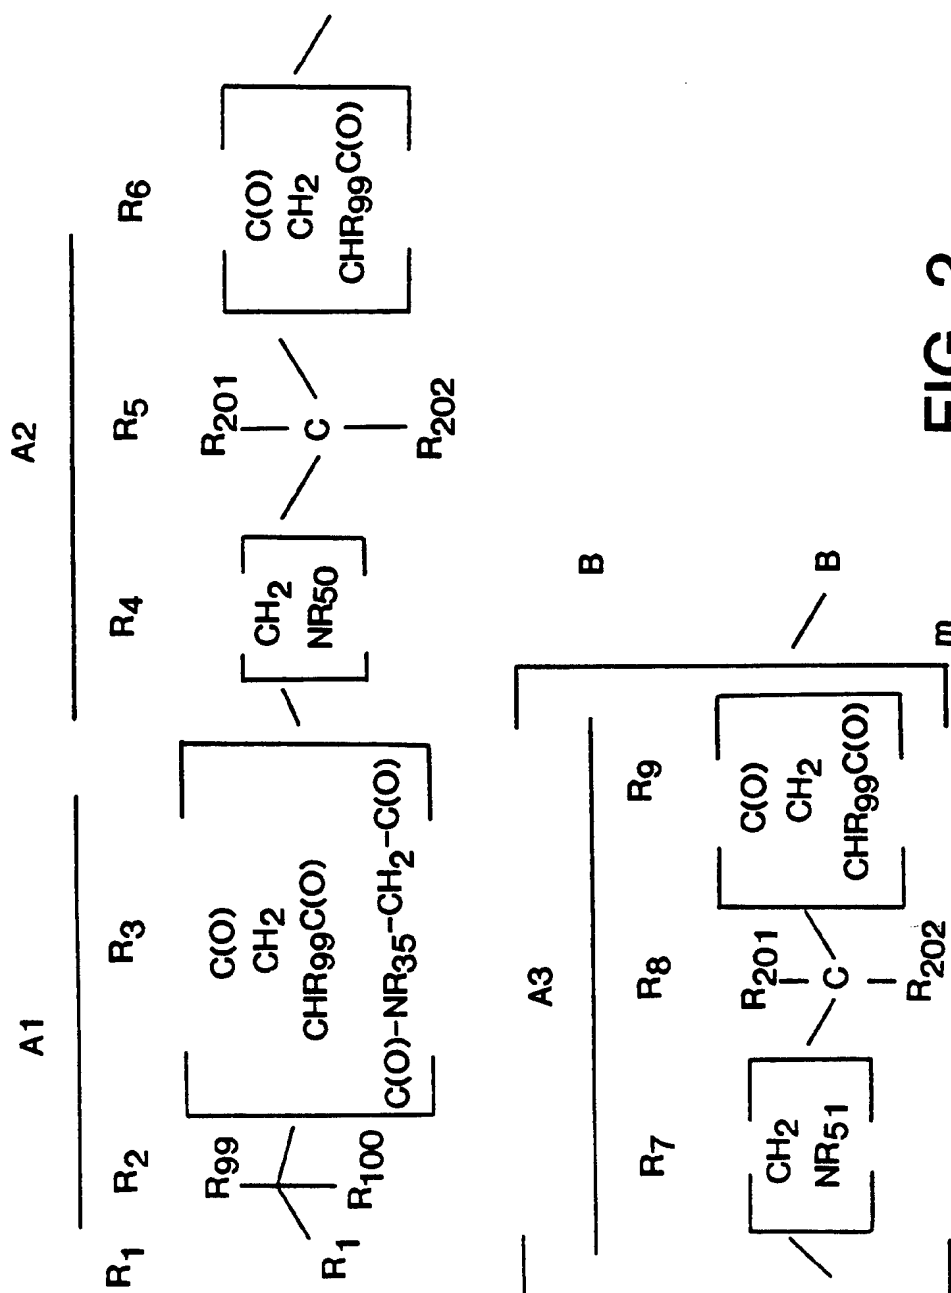 A1 A2
R1 R2 R3 R4 R5 R6
R99
R1
R100
C(O)
CH2
CHR99C(O)
C(O)–NR35–CH2–C(O)
CH2
NR50
R201
C
R202
C(O)
CH2
CHR99C(O)
A3
R7 R8 R9 B
CH2
NR51
R201
C
R202
C(O)
CH2
CHR99C(O)
B
m